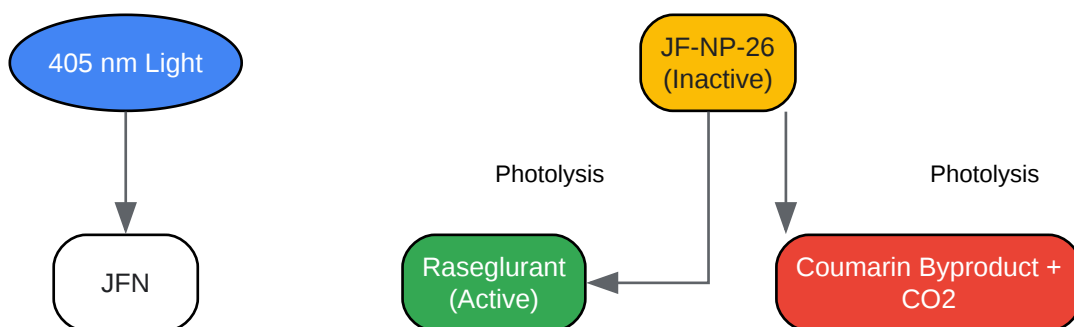 405 nm Light
JF-NP-26
(Inactive)
Photolysis
Photolysis
JFN
Raseglurant
(Active)
Coumarin Byproduct +
CO2